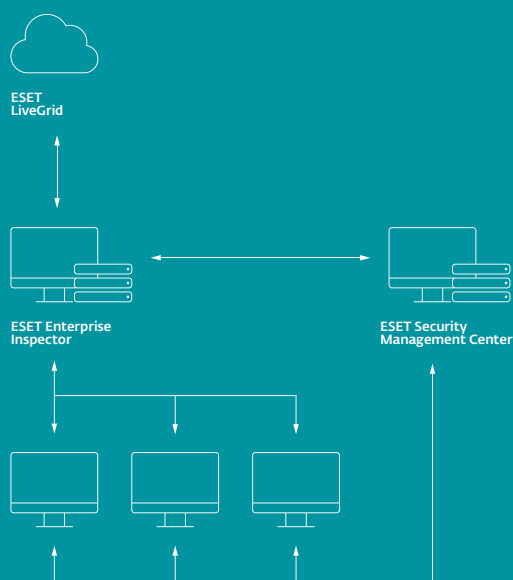 ESET
LiveGrid
ESET Enterprise
Inspector
ESET Security
Management Center